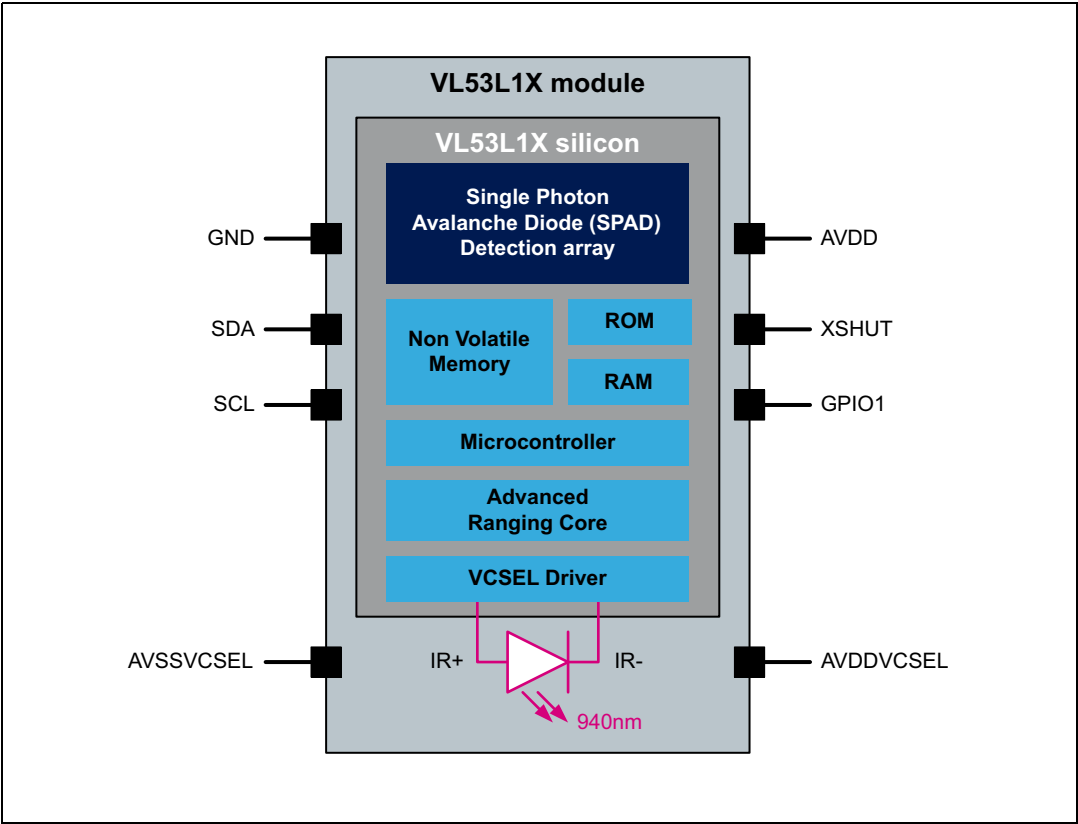 VL53L1X module
VL53L1X silicon
Single Photon
Avalanche Diode (SPAD)
Detection array
GND
AVDD
SDA
Non Volatile
Memory
ROM
XSHUT
RAM
SCL
GPIO1
Microcontroller
Advanced
Ranging Core
VCSEL Driver
AVSSVCSEL
IR+
IR-
AVDDVCSEL
940nm